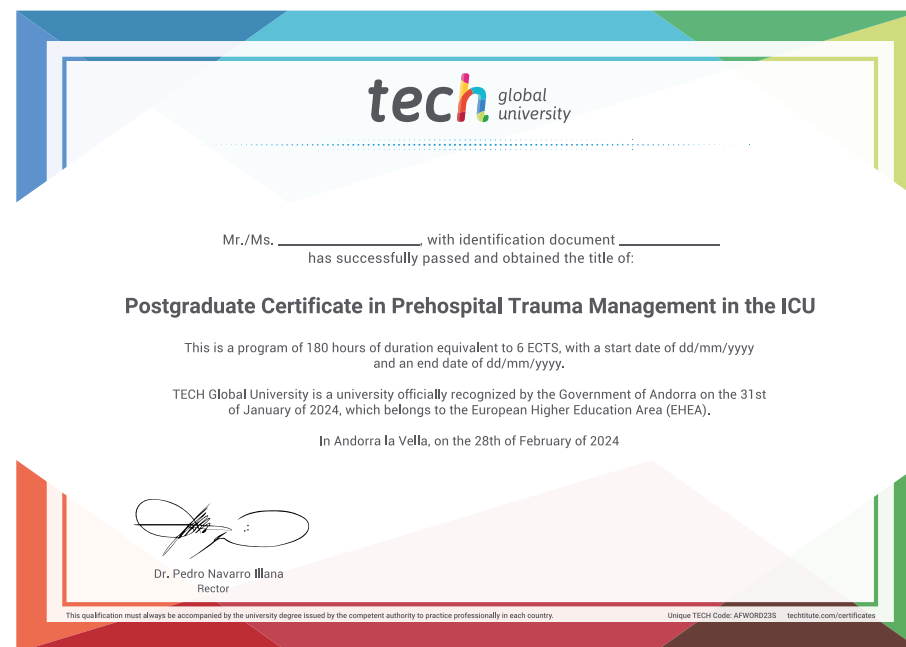 tech global
university
Mr./Ms. ____________________, with identification document ______________
has successfully passed and obtained the title of:
Postgraduate Certificate in Prehospital Trauma Management in the ICU
This is a program of 180 hours of duration equivalent to 6 ECTS, with a start date of dd/mm/yyyy
and an end date of dd/mm/yyyy.
TECH Global University is a university officially recognized by the Government of Andorra on the 31st
of January of 2024, which belongs to the European Higher Education Area (EHEA).
In Andorra la Vella, on the 28th of February of 2024
Dr. Pedro Navarro Illana
Rector
This qualification must always be accompanied by the university degree issued by the competent authority to practice professionally in each country.
Unique TECH Code: AFWORD23S techtitute.com/certificates